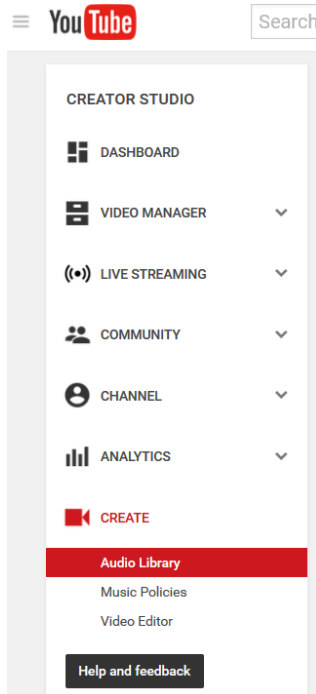 YouTube
Search
CREATOR STUDIO
DASHBOARD
VIDEO MANAGER
LIVE STREAMING
COMMUNITY
CHANNEL
ANALYTICS
CREATE
Audio Library
Music Policies
Video Editor
Help and feedback